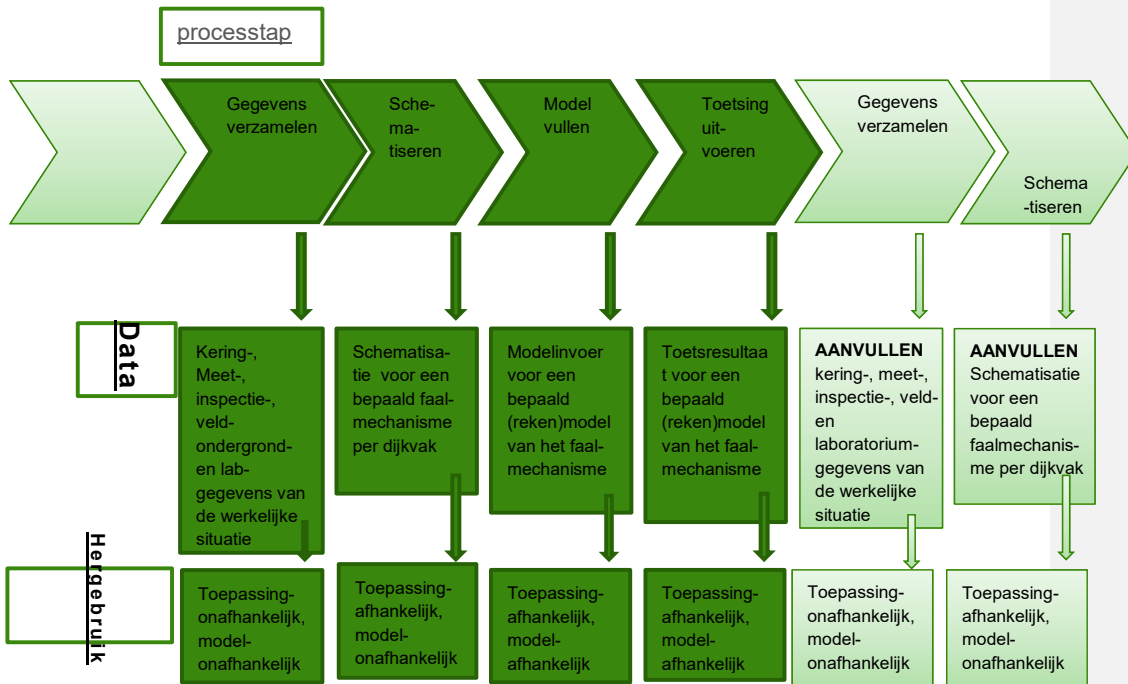 processtap
Gegevens
verzamelen
Sche-
ma-
tiseren
Model
vullen
Toetsing
uit-
voeren
Gegevens
verzamelen
Schema
-tiseren
Data
Kering-,
Meet-,
inspectie-,
veld-
ondergrond-
en lab-
gegevens van
de werkelijke
situatie
Schematisa-
tie voor een
bepaald faal-
mechanisme
per dijkvak
Modelinvoer
voor een
bepaald
(reken)model
van het faal-
mechanisme
Toetsresultaa
t voor een
bepaald
(reken)model
van het faal-
mechanisme
AANVULLEN
kering-, meet-,
inspectie-, veld-
en
laboratorium-
gegevens van
de werkelijke
situatie
AANVULLEN
Schematisatie
voor een
bepaald
faalmechanis-
me per dijkvak
Hergebruik
Toepassing-
onafhankelijk,
model-
onafhankelijk
Toepassing-
afhankelijk,
model-
onafhankelijk
Toepassing-
afhankelijk,
model-
afhankelijk
Toepassing-
afhankelijk,
model-
afhankelijk
Toepassing-
onafhankelijk,
model-
onafhankelijk
Toepassing-
afhankelijk,
model-
onafhankelijk